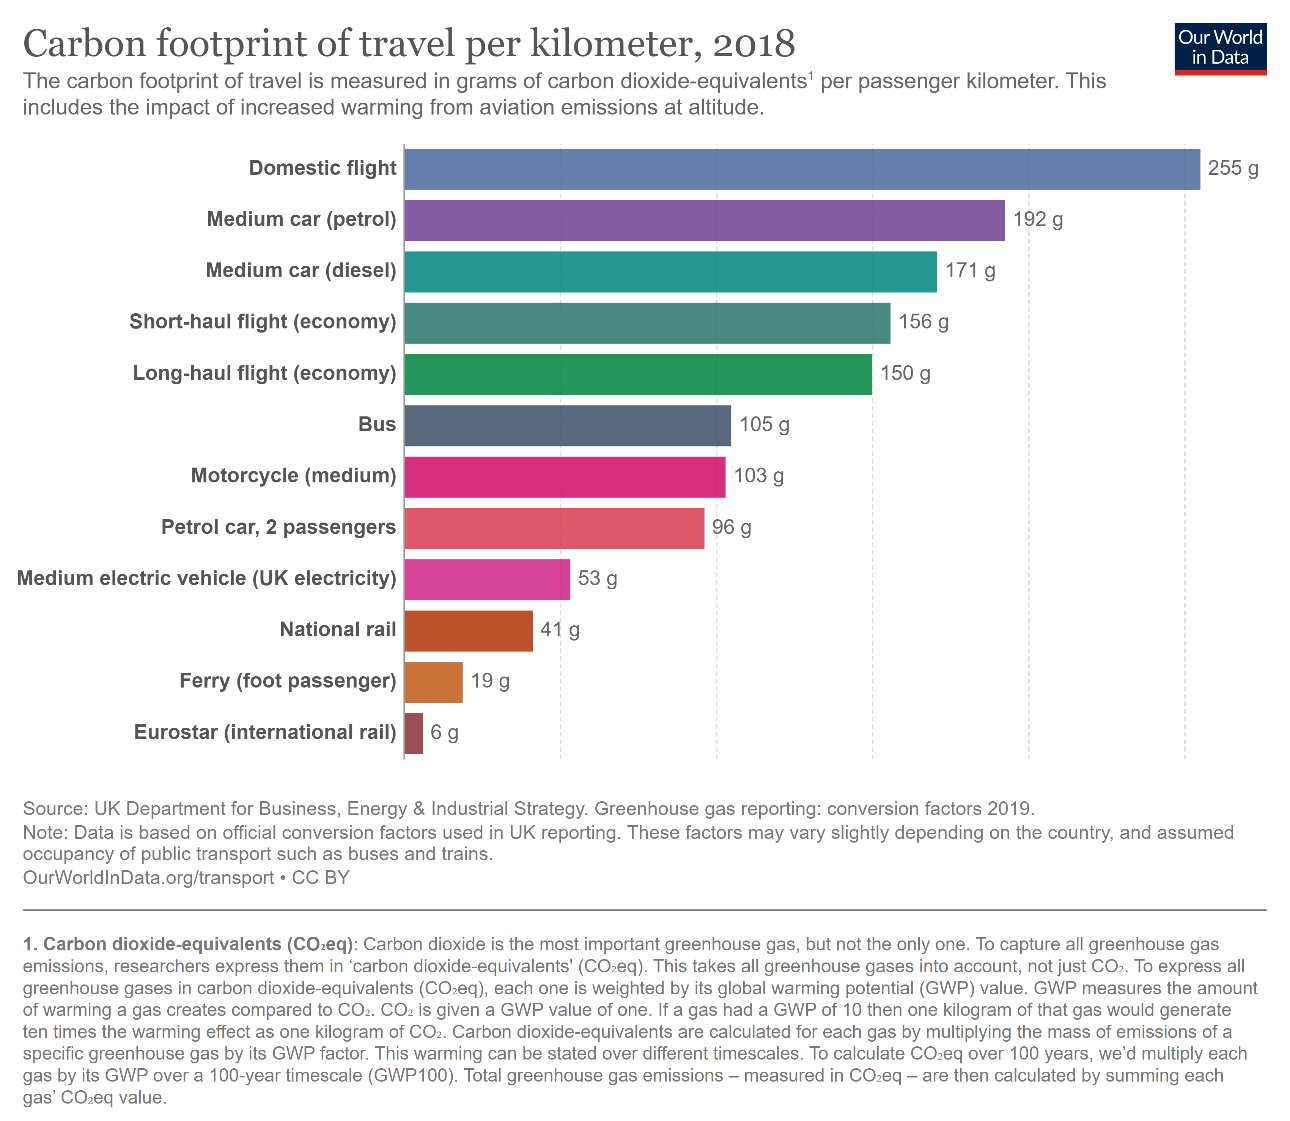 Carbon footprint of travel per kilometer, 2018
Our World
in Data
The carbon footprint of travel is measured in grams of carbon dioxide-equivalents¹ per passenger kilometer. This
includes the impact of increased warming from aviation emissions at altitude.
Domestic flight 255 g
Medium car (petrol) 192 g
Medium car (diesel) 171 g
Short-haul flight (economy) 156 g
Long-haul flight (economy) 150 g
Bus 105 g
Motorcycle (medium) 103 g
Petrol car, 2 passengers 96 g
Medium electric vehicle (UK electricity) 53 g
National rail 41 g
Ferry (foot passenger) 19 g
Eurostar (international rail) 6 g
Source: UK Department for Business, Energy & Industrial Strategy. Greenhouse gas reporting: conversion factors 2019.
Note: Data is based on official conversion factors used in UK reporting. These factors may vary slightly depending on the country, and assumed
occupancy of public transport such as buses and trains.
OurWorldInData.org/transport • CC BY
1. Carbon dioxide-equivalents (CO₂eq): Carbon dioxide is the most important greenhouse gas, but not the only one. To capture all greenhouse gas
emissions, researchers express them in ‘carbon dioxide-equivalents' (CO₂eq). This takes all greenhouse gases into account, not just CO₂. To express all
greenhouse gases in carbon dioxide-equivalents (CO₂eq), each one is weighted by its global warming potential (GWP) value. GWP measures the amount
of warming a gas creates compared to CO₂. CO₂ is given a GWP value of one. If a gas had a GWP of 10 then one kilogram of that gas would generate
ten times the warming effect as one kilogram of CO₂. Carbon dioxide-equivalents are calculated for each gas by multiplying the mass of emissions of a
specific greenhouse gas by its GWP factor. This warming can be stated over different timescales. To calculate CO₂eq over 100 years, we’d multiply each
gas by its GWP over a 100-year timescale (GWP100). Total greenhouse gas emissions – measured in CO₂eq – are then calculated by summing each
gas’ CO₂eq value.